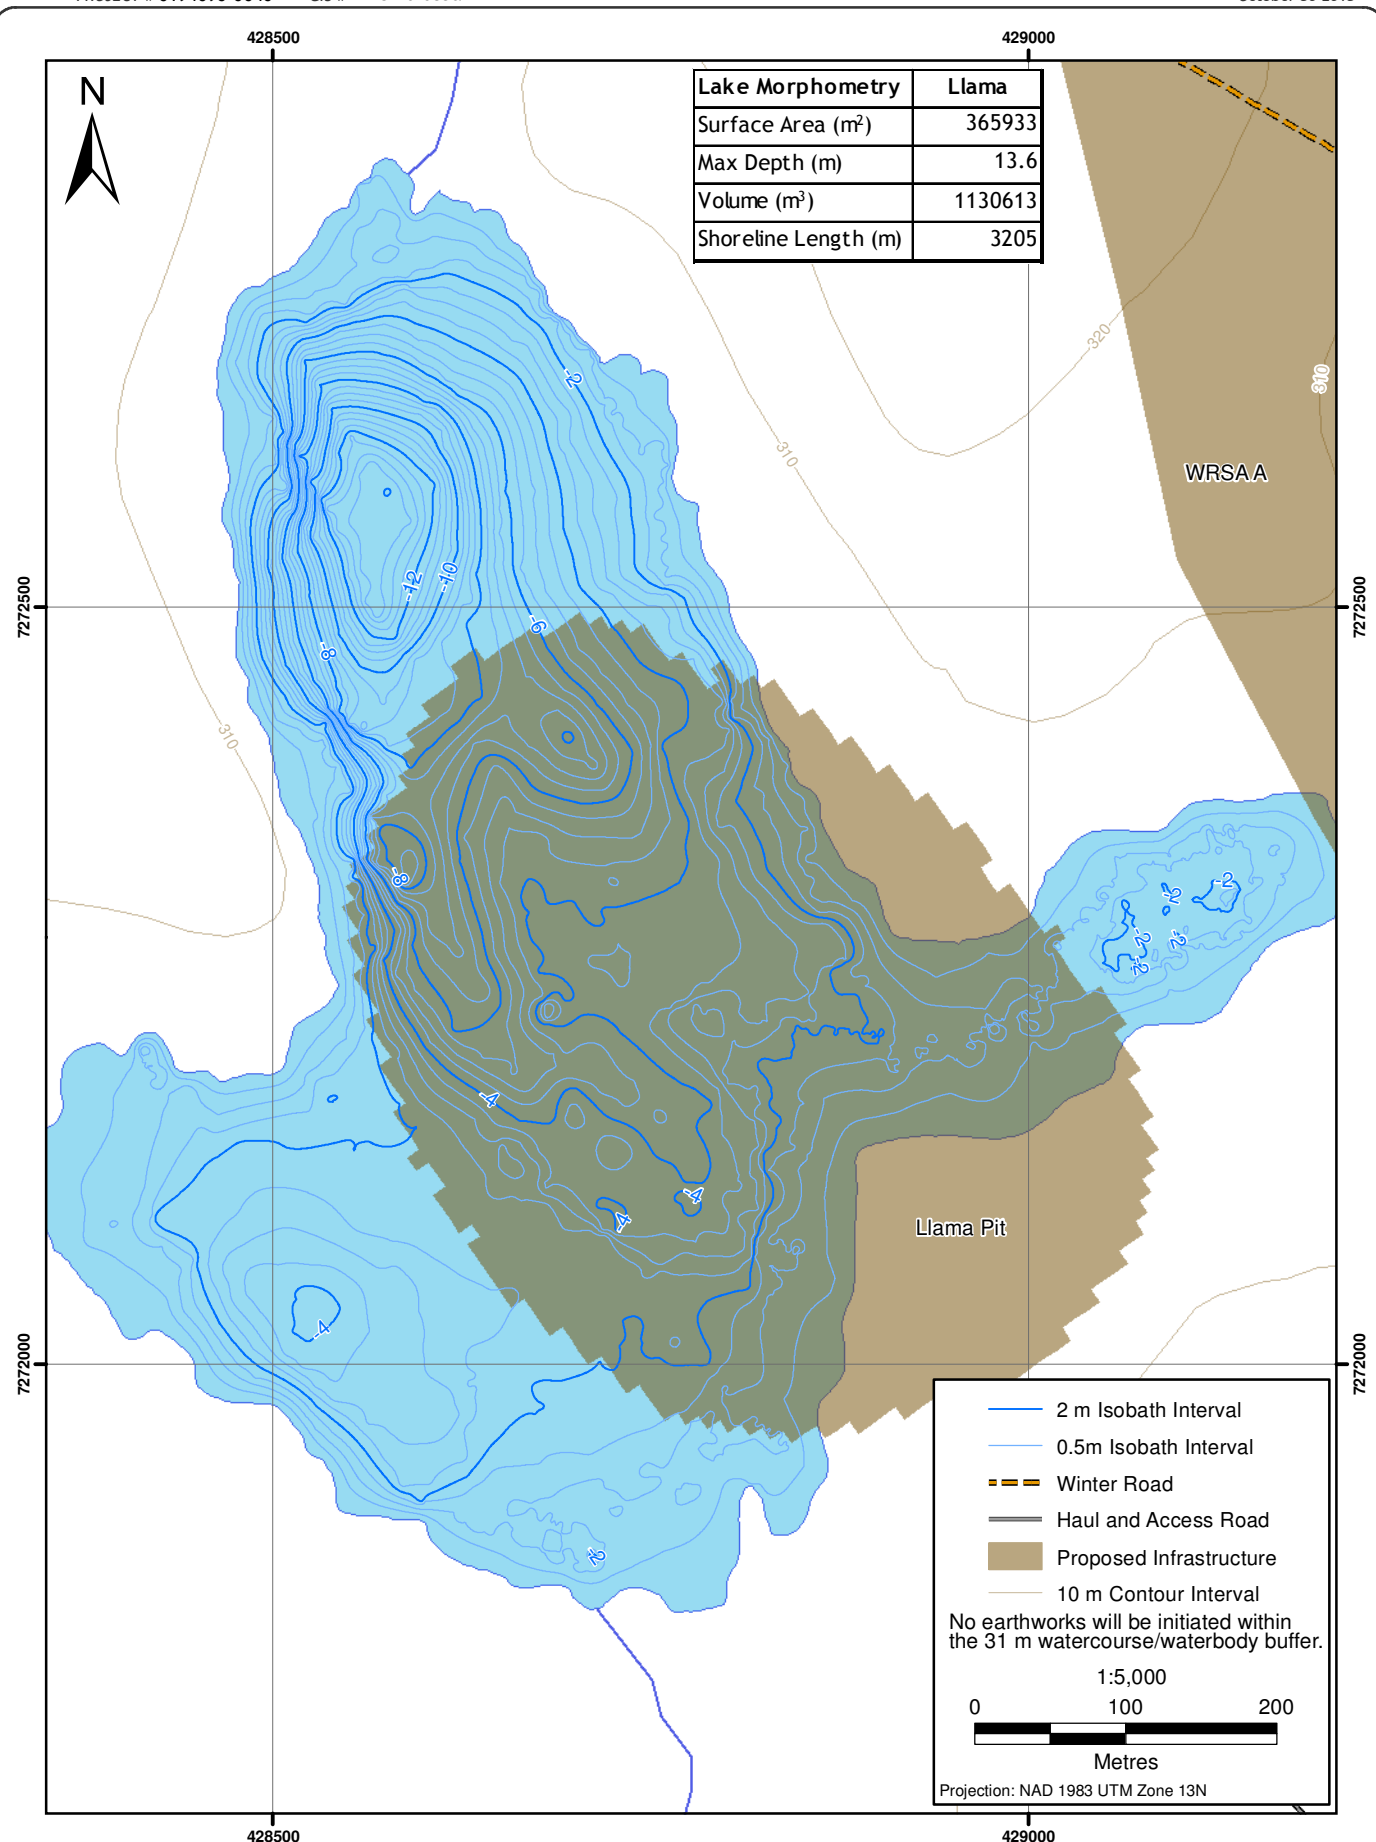 428500
429000
N
Lake Morphometry Llama
Surface Area (m²) 365933
Max Depth (m) 13.6
Volume (m³) 1130613
Shoreline Length (m) 3205
320
310
-2
310
WRSA A
-12
-10
7272500
7272500
-6
-8
310
-8
-2
-2
-2
-2
-2
-4
-4
-4
Llama Pit
-4
7272000
7272000
-2
2 m Isobath Interval
0.5m Isobath Interval
Winter Road
Haul and Access Road
Proposed Infrastructure
10 m Contour Interval
No earthworks will be initiated within
the 31 m watercourse/waterbody buffer.
1:5,000
0 100 200
Metres
Projection: NAD 1983 UTM Zone 13N
428500
429000